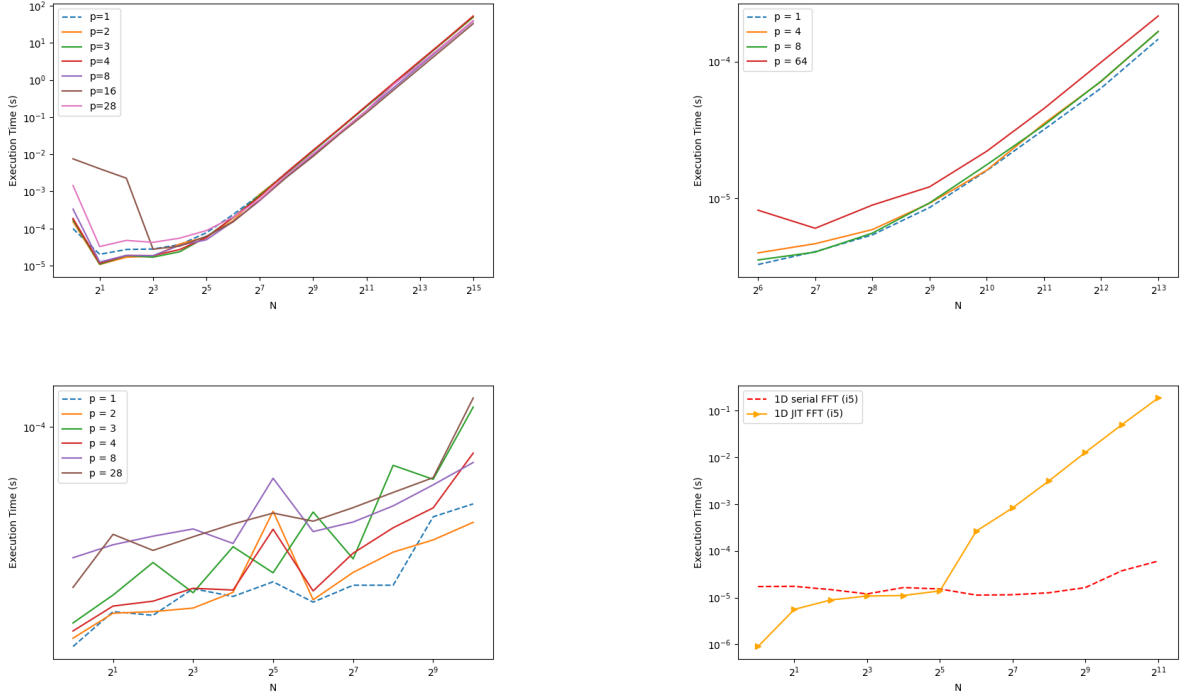 10²
10¹
10⁰
10⁻¹
10⁻²
10⁻³
10⁻⁴
10⁻⁵
Execution Time (s)
p=1
p=2
p=3
p=4
p=8
p=16
p=28
2¹ 2³ 2⁵ 2⁷ 2⁹ 2¹¹ 2¹³ 2¹⁵
N
10⁻⁴
10⁻⁵
Execution Time (s)
p = 1
p = 4
p = 8
p = 64
2⁶ 2⁷ 2⁸ 2⁹ 2¹⁰ 2¹¹ 2¹² 2¹³
N
10⁻⁴
Execution Time (s)
p = 1
p = 2
p = 3
p = 4
p = 8
p = 28
2¹ 2³ 2⁵ 2⁷ 2⁹
N
10⁻¹
10⁻²
10⁻³
10⁻⁴
10⁻⁵
10⁻⁶
Execution Time (s)
1D serial FFT (i5)
1D JIT FFT (i5)
2¹ 2³ 2⁵ 2⁷ 2⁹ 2¹¹
N